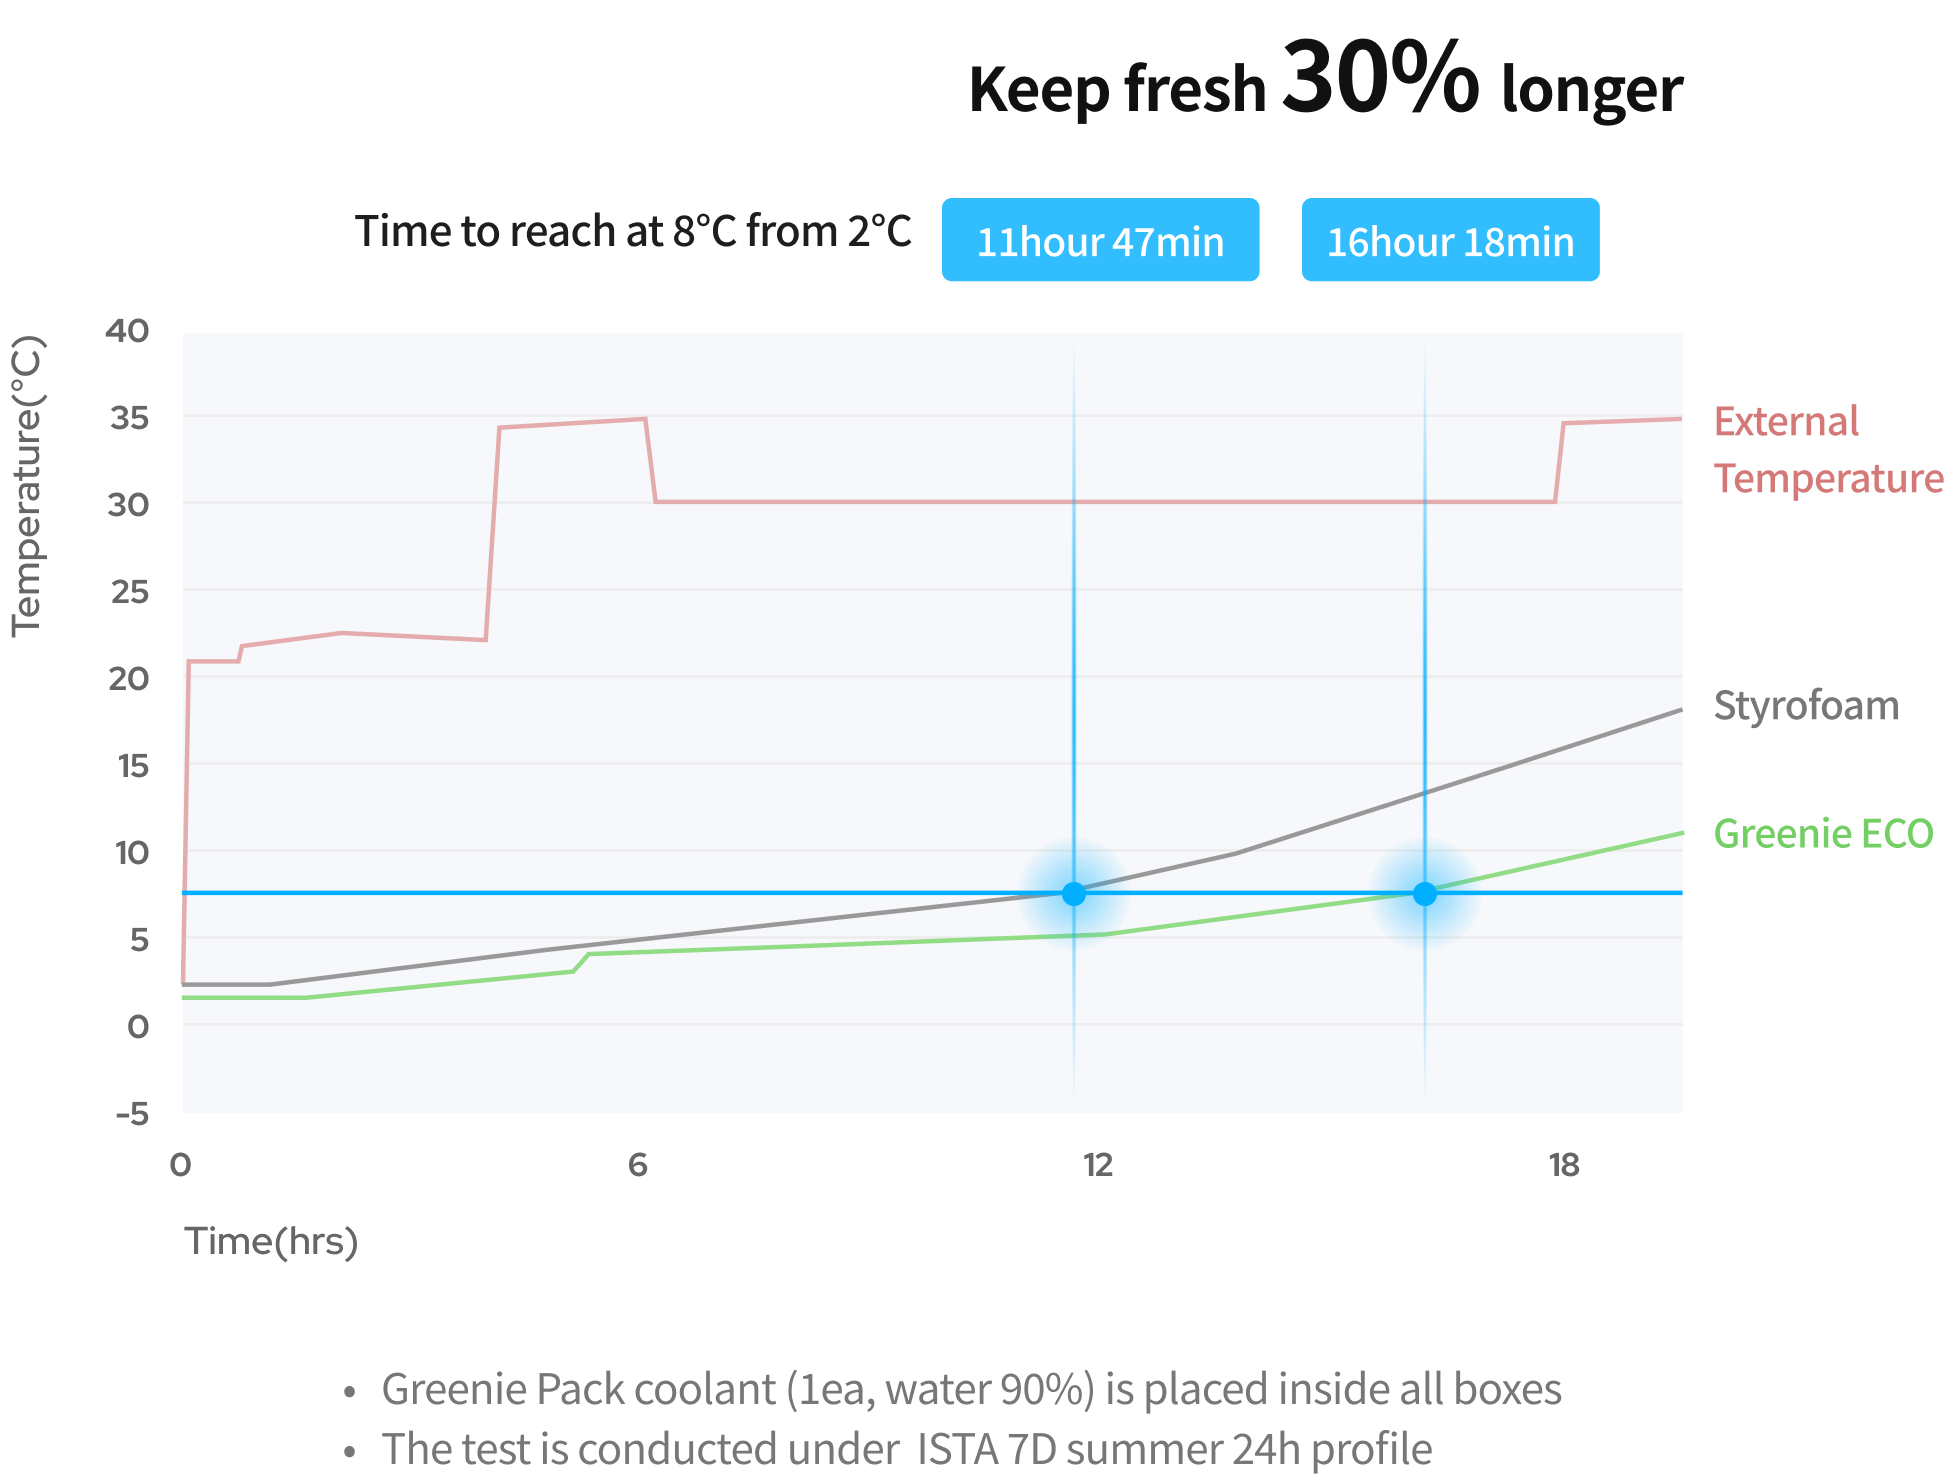 Keep fresh 30% longer
Time to reach at 8°C from 2°C
11hour 47min
16hour 18min
Temperature(°C)
40
35
30
25
20
15
10
5
0
-5
External
Temperature
Styrofoam
Greenie ECO
0
6
12
18
Time(hrs)
• Greenie Pack coolant (1ea, water 90%) is placed inside all boxes
• The test is conducted under ISTA 7D summer 24h profile